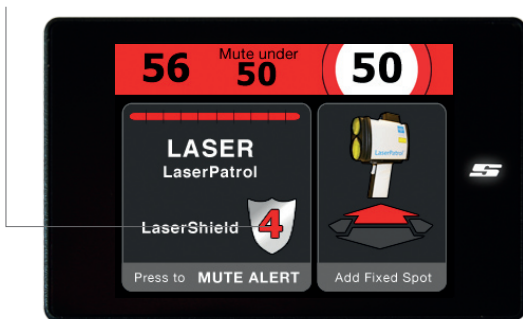 56
Mute under
50
50
LASER
LaserPatrol
LaserShield 4
Press to MUTE ALERT
LaserPatrol
Add Fixed Spot